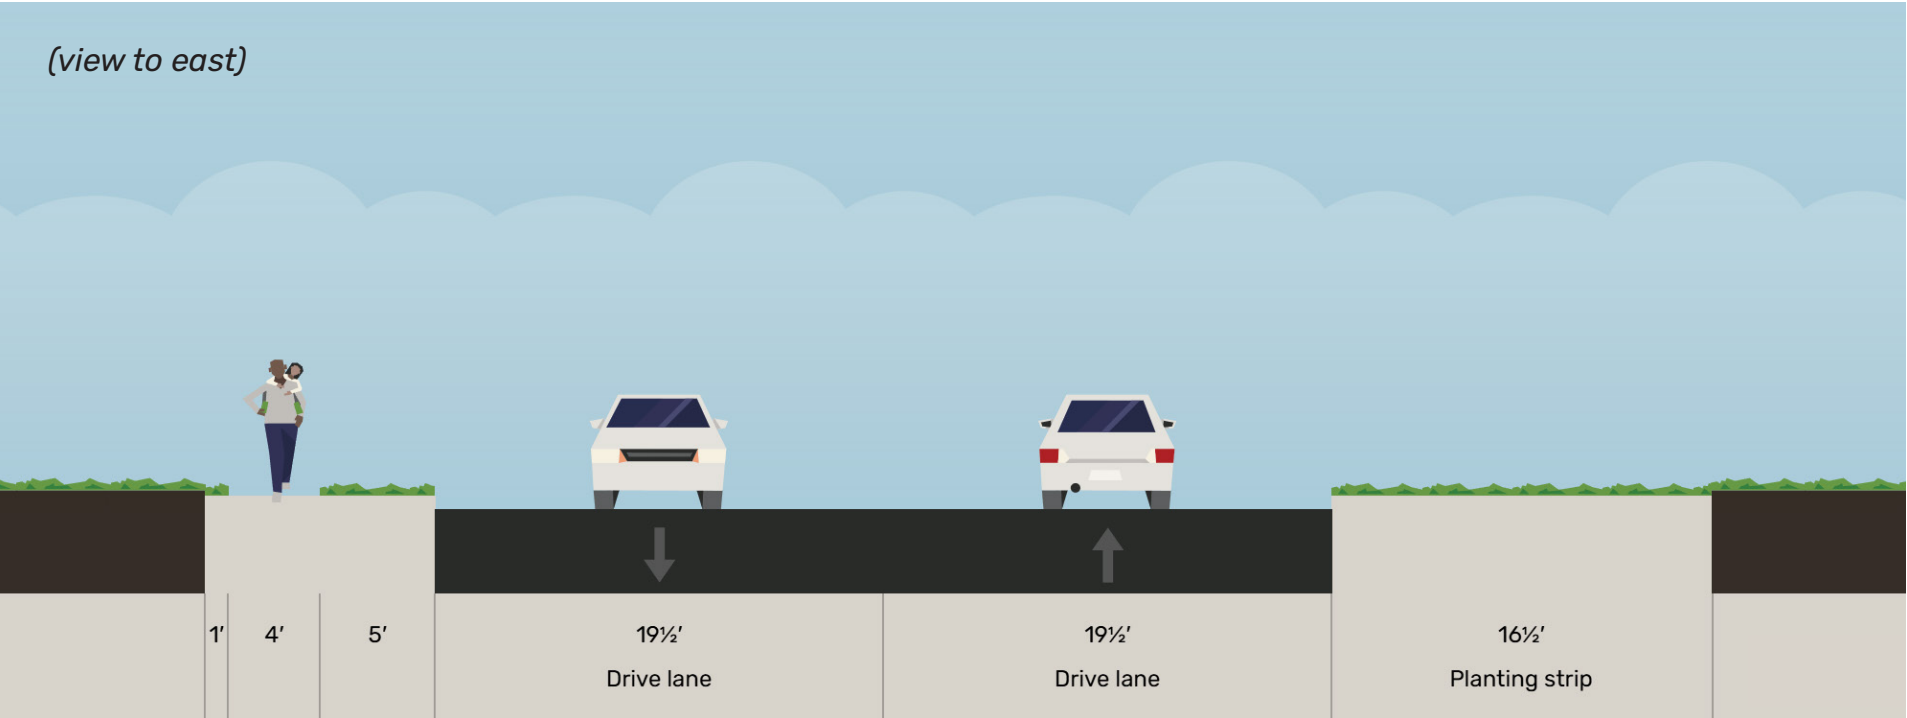 (view to east)
1′ 4′ 5′ 19½′ 19½′ 16½′
Drive lane Drive lane Planting strip